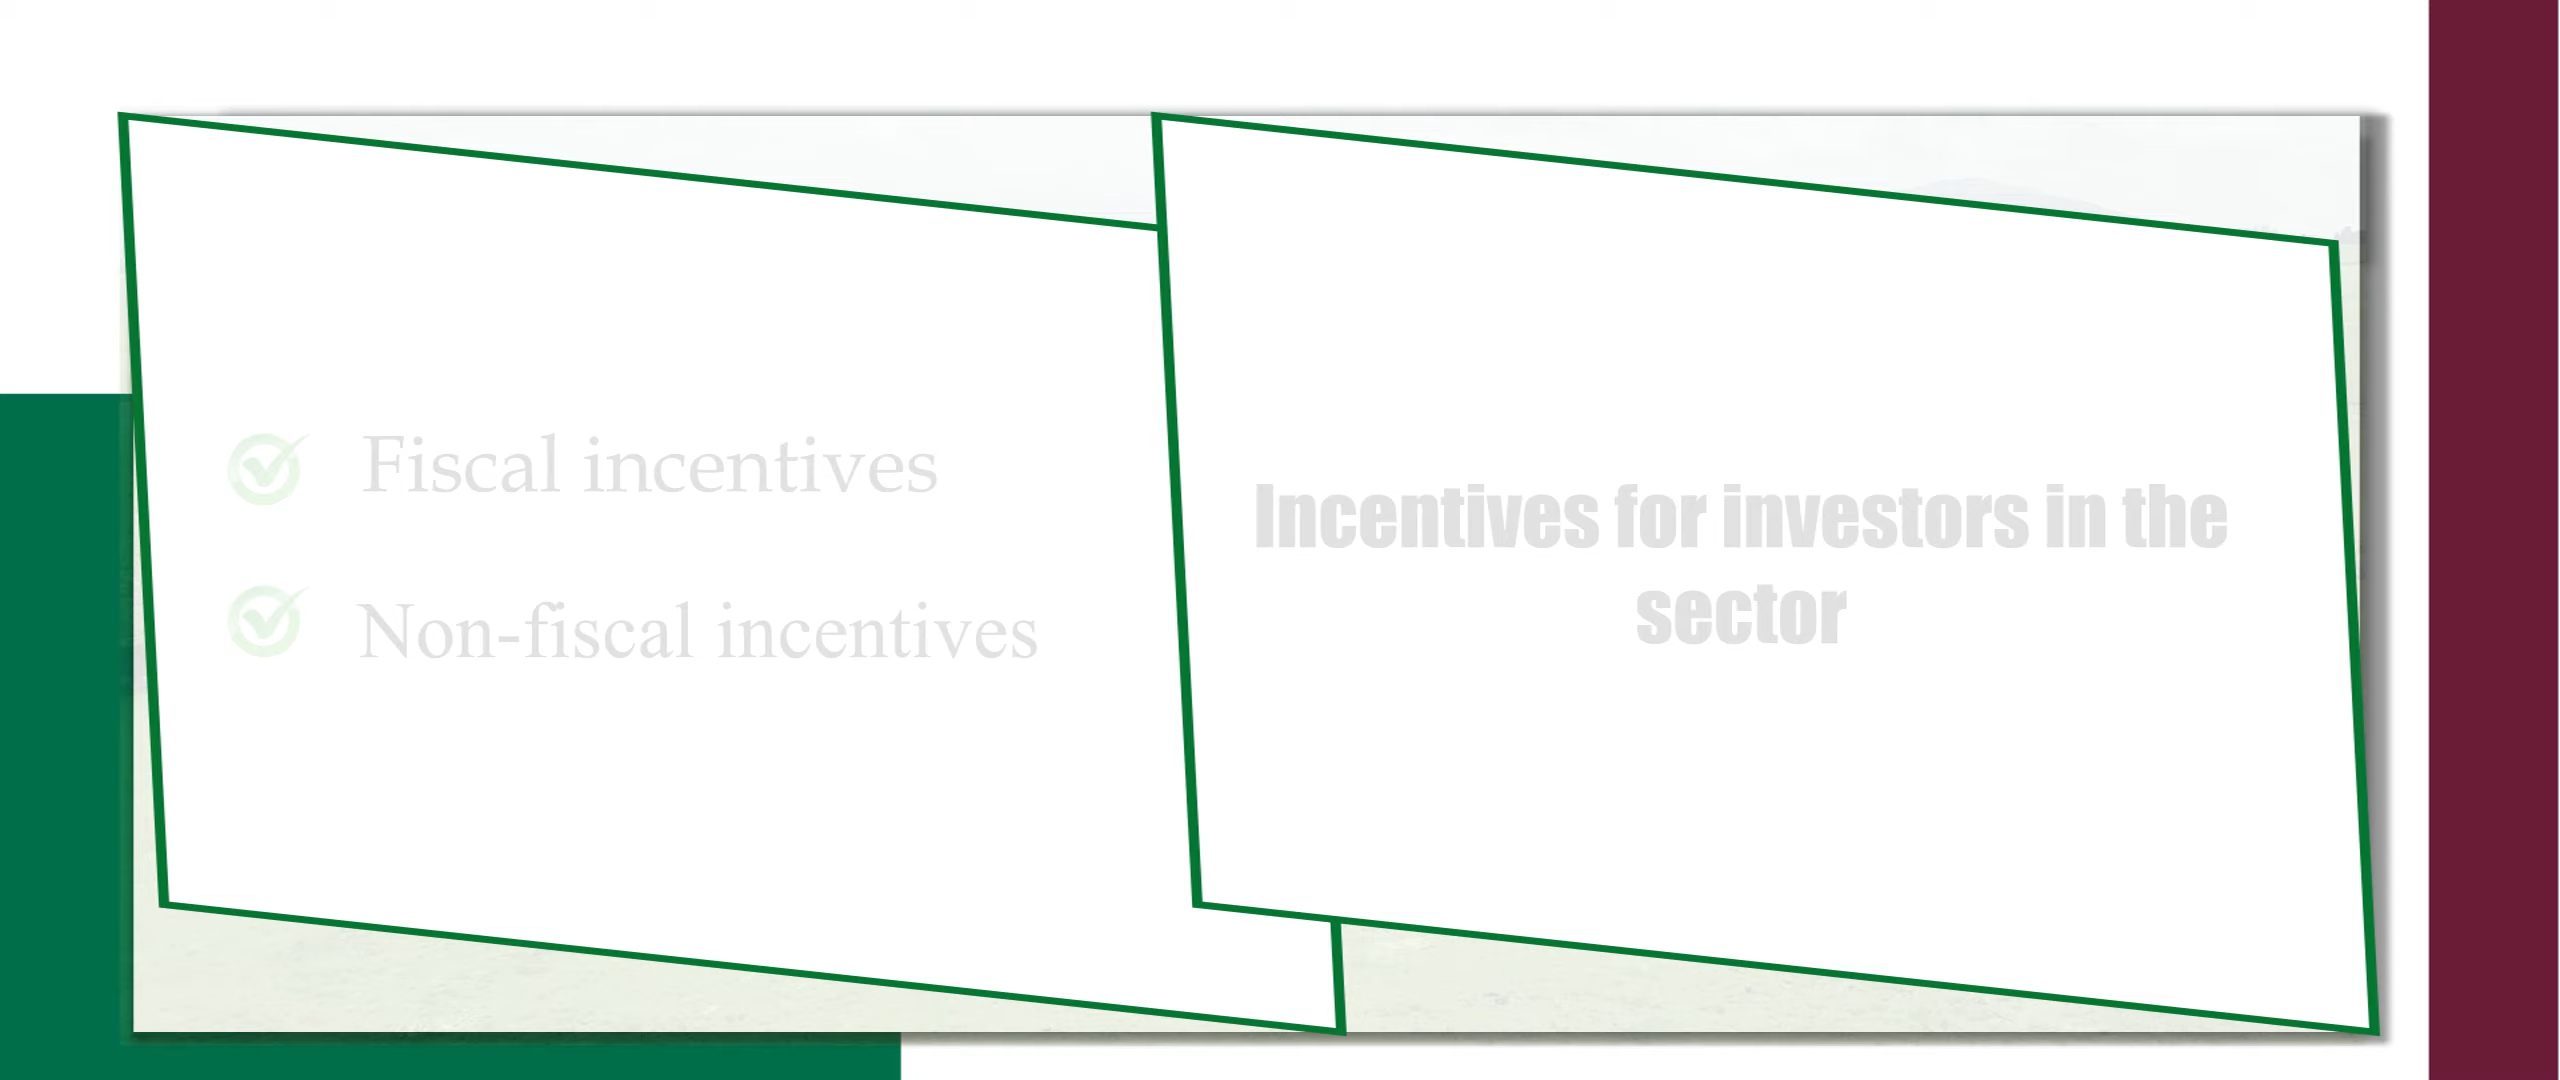 Fiscal incentives
Non-fiscal incentives
Incentives for investors in the
sector